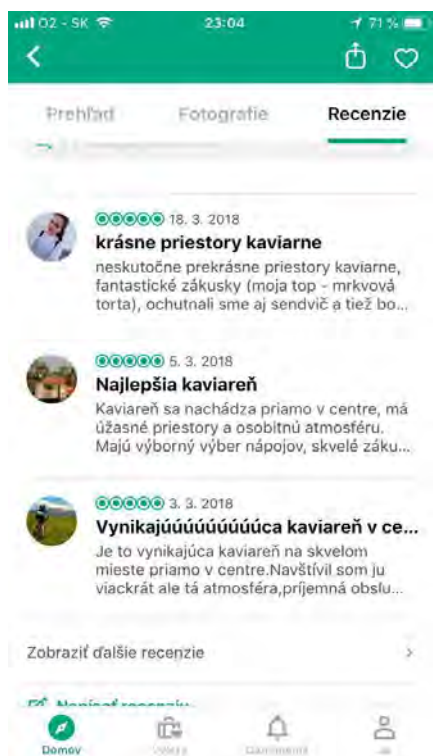 O2 - SK 23:04 71 %
Prehľad Fotografie Recenzie
18. 3. 2018
krásne priestory kaviarne
neskutočne prekrásne priestory kaviarne,
fantastické zákusky (moja top - mrkvová
torta), ochutnali sme aj sendvič a tiež bo...
5. 3. 2018
Najlepšia kaviareň
Kaviareň sa nachádza priamo v centre, má
úžasné priestory a osobitnú atmosféru.
Majú výborný výber nápojov, skvelé záku...
3. 3. 2018
Vynikajúúúúúúúúúúca kaviareň v ce...
Je to vynikajúca kaviareň na skvelom
mieste priamo v centre.Navštívil som ju
viackrát ale tá atmosféra,príjemná obslu...
Zobraziť ďalšie recenzie
Napísať recenziu
Domov